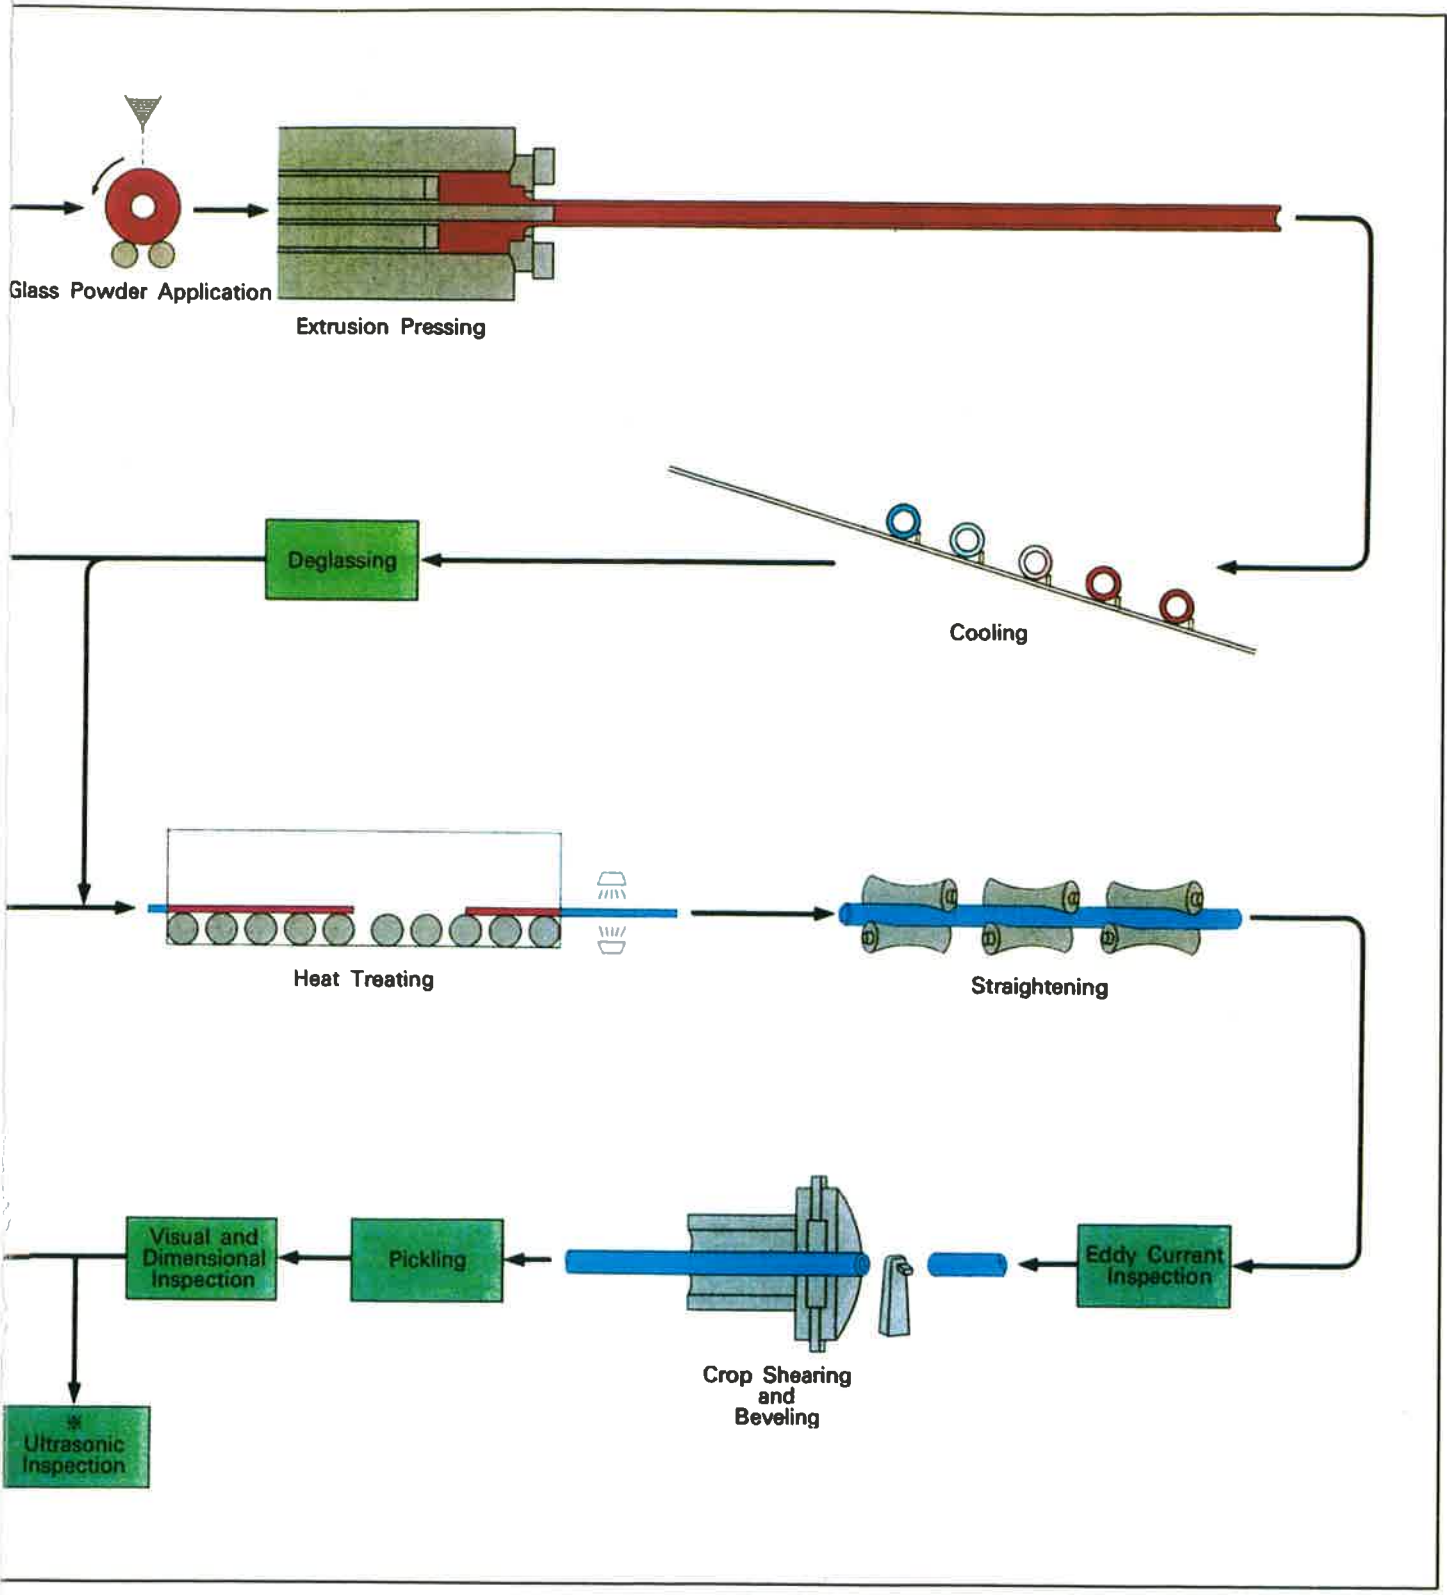 Glass Powder Application
Extrusion Pressing
Deglassing
Cooling
Heat Treating
Straightening
Visual and
Dimensional
Inspection
Pickling
Eddy Current
Inspection
Crop Shearing
and
Beveling
※
Ultrasonic
Inspection